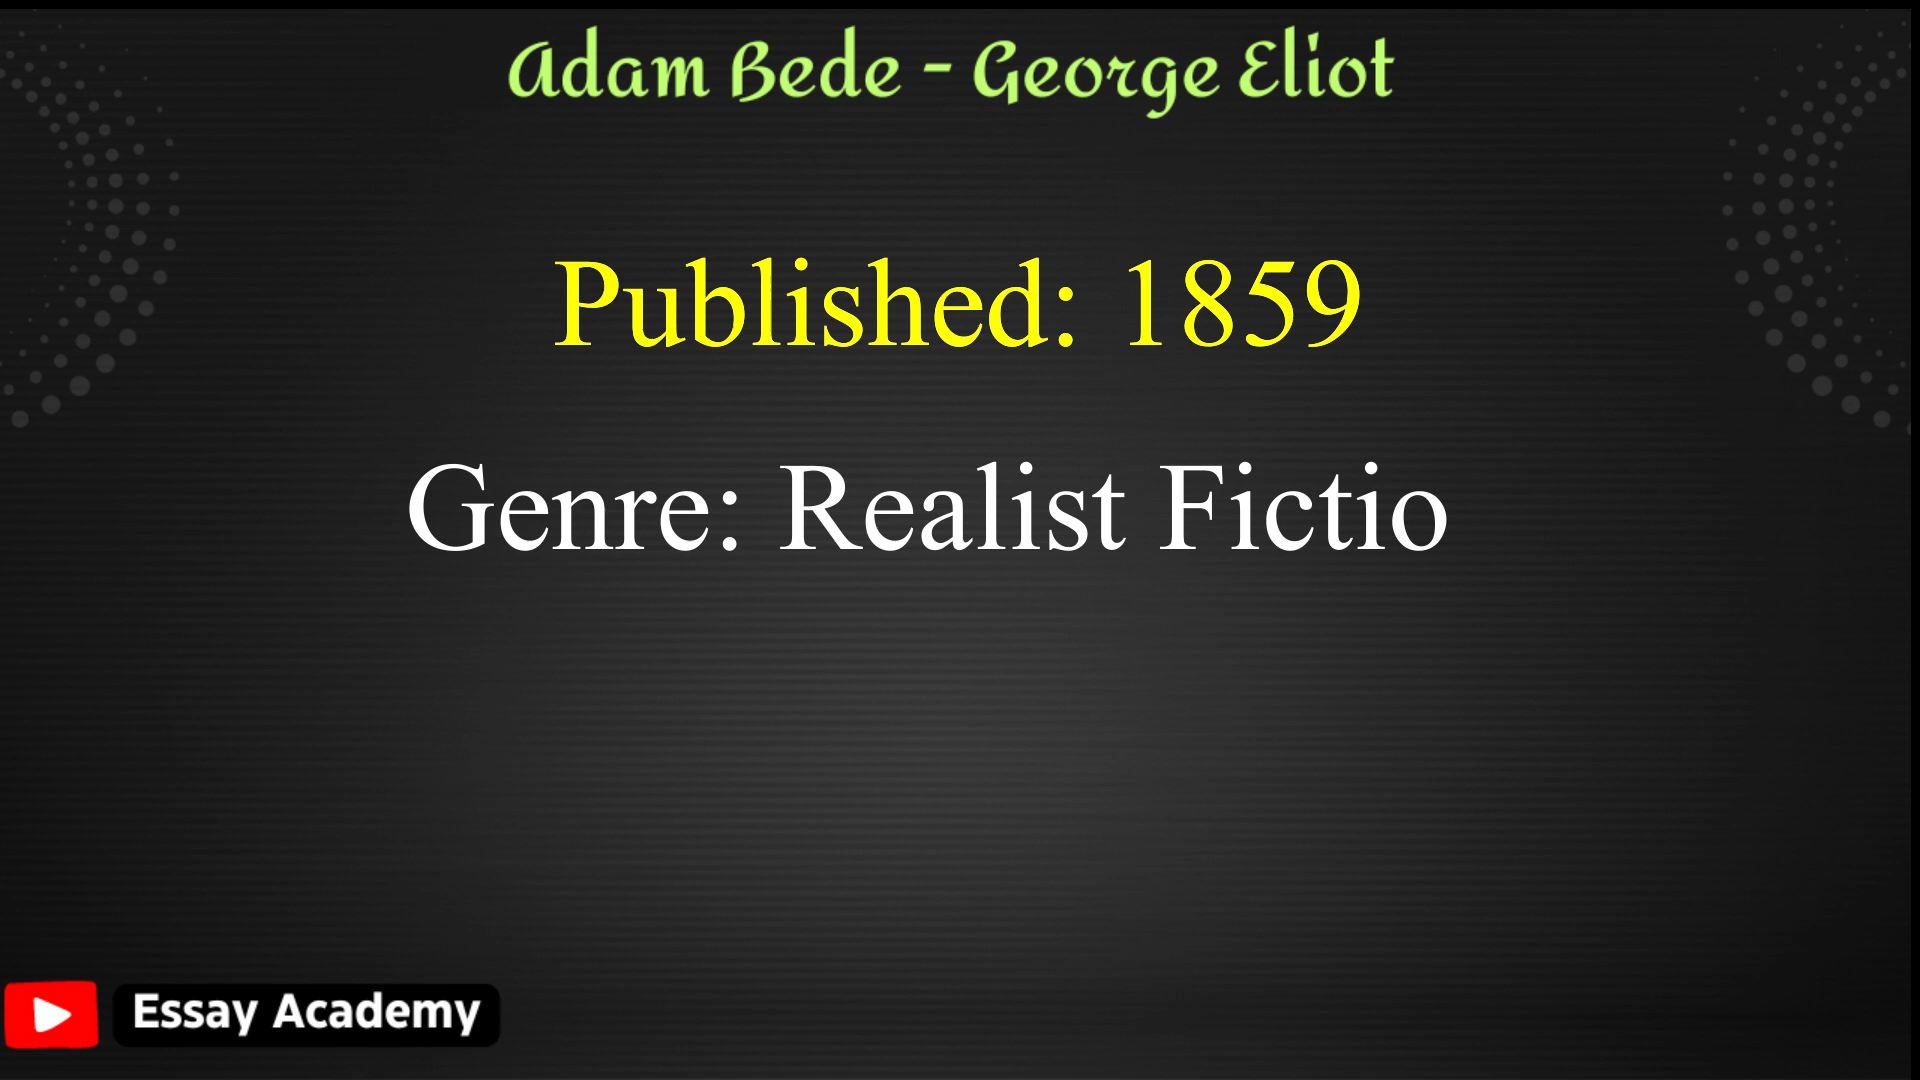 Adam Bede - George Eliot
Published: 1859
Genre: Realist Fictio
Essay Academy